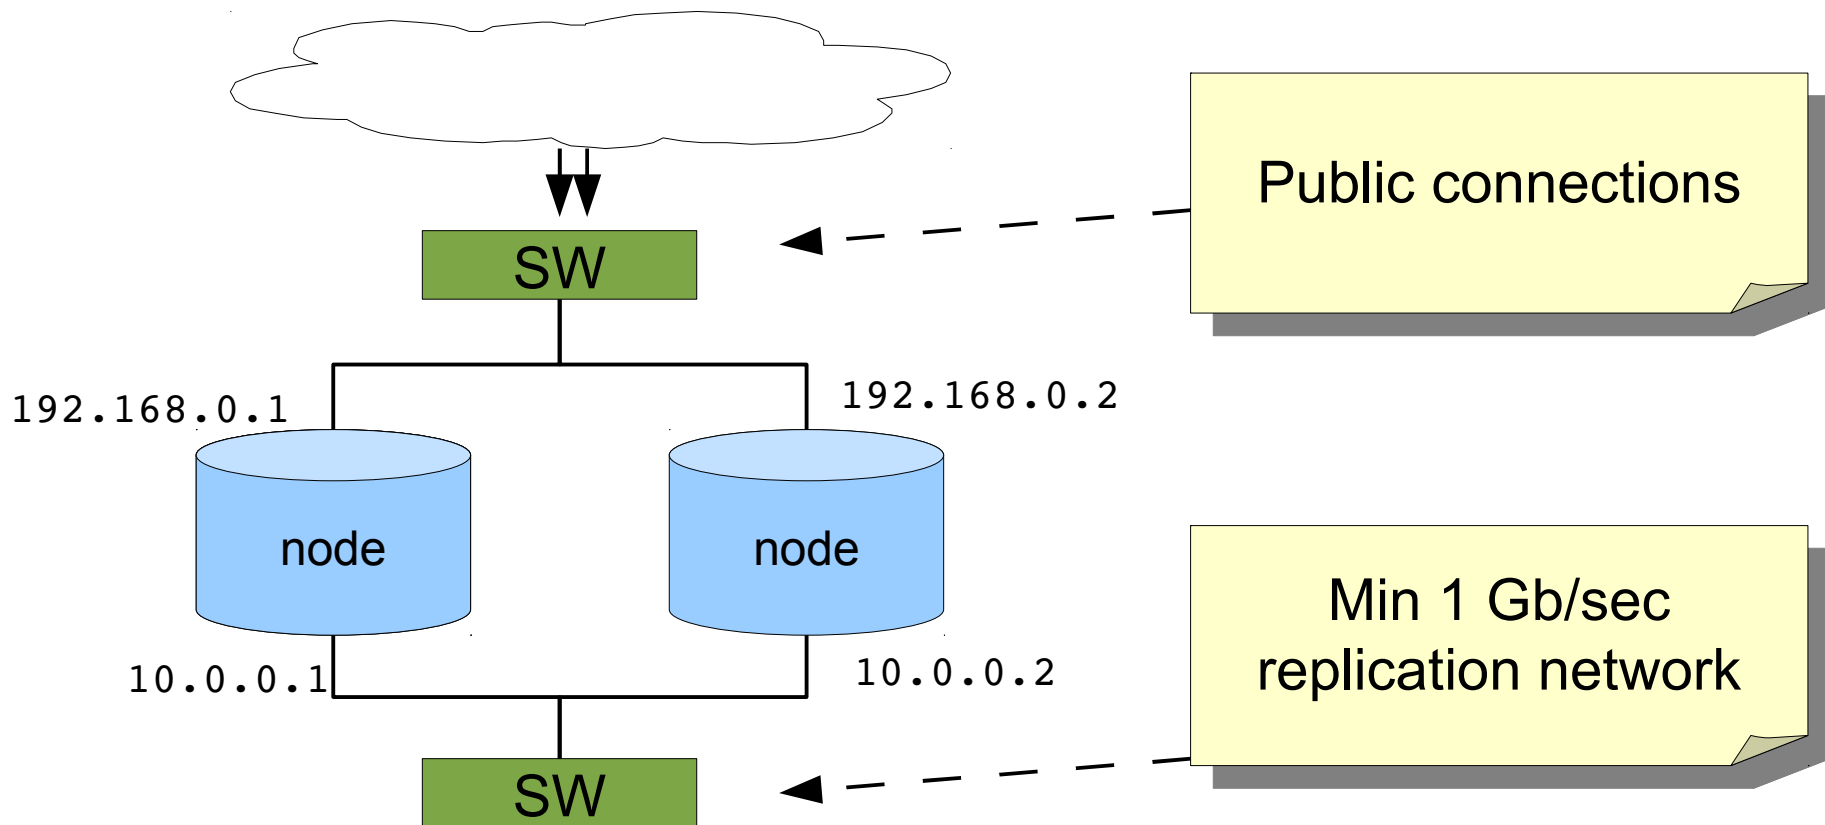 Public connections
SW
192.168.0.1
192.168.0.2
node
node
Min 1 Gb/sec
replication network
10.0.0.1
10.0.0.2
SW